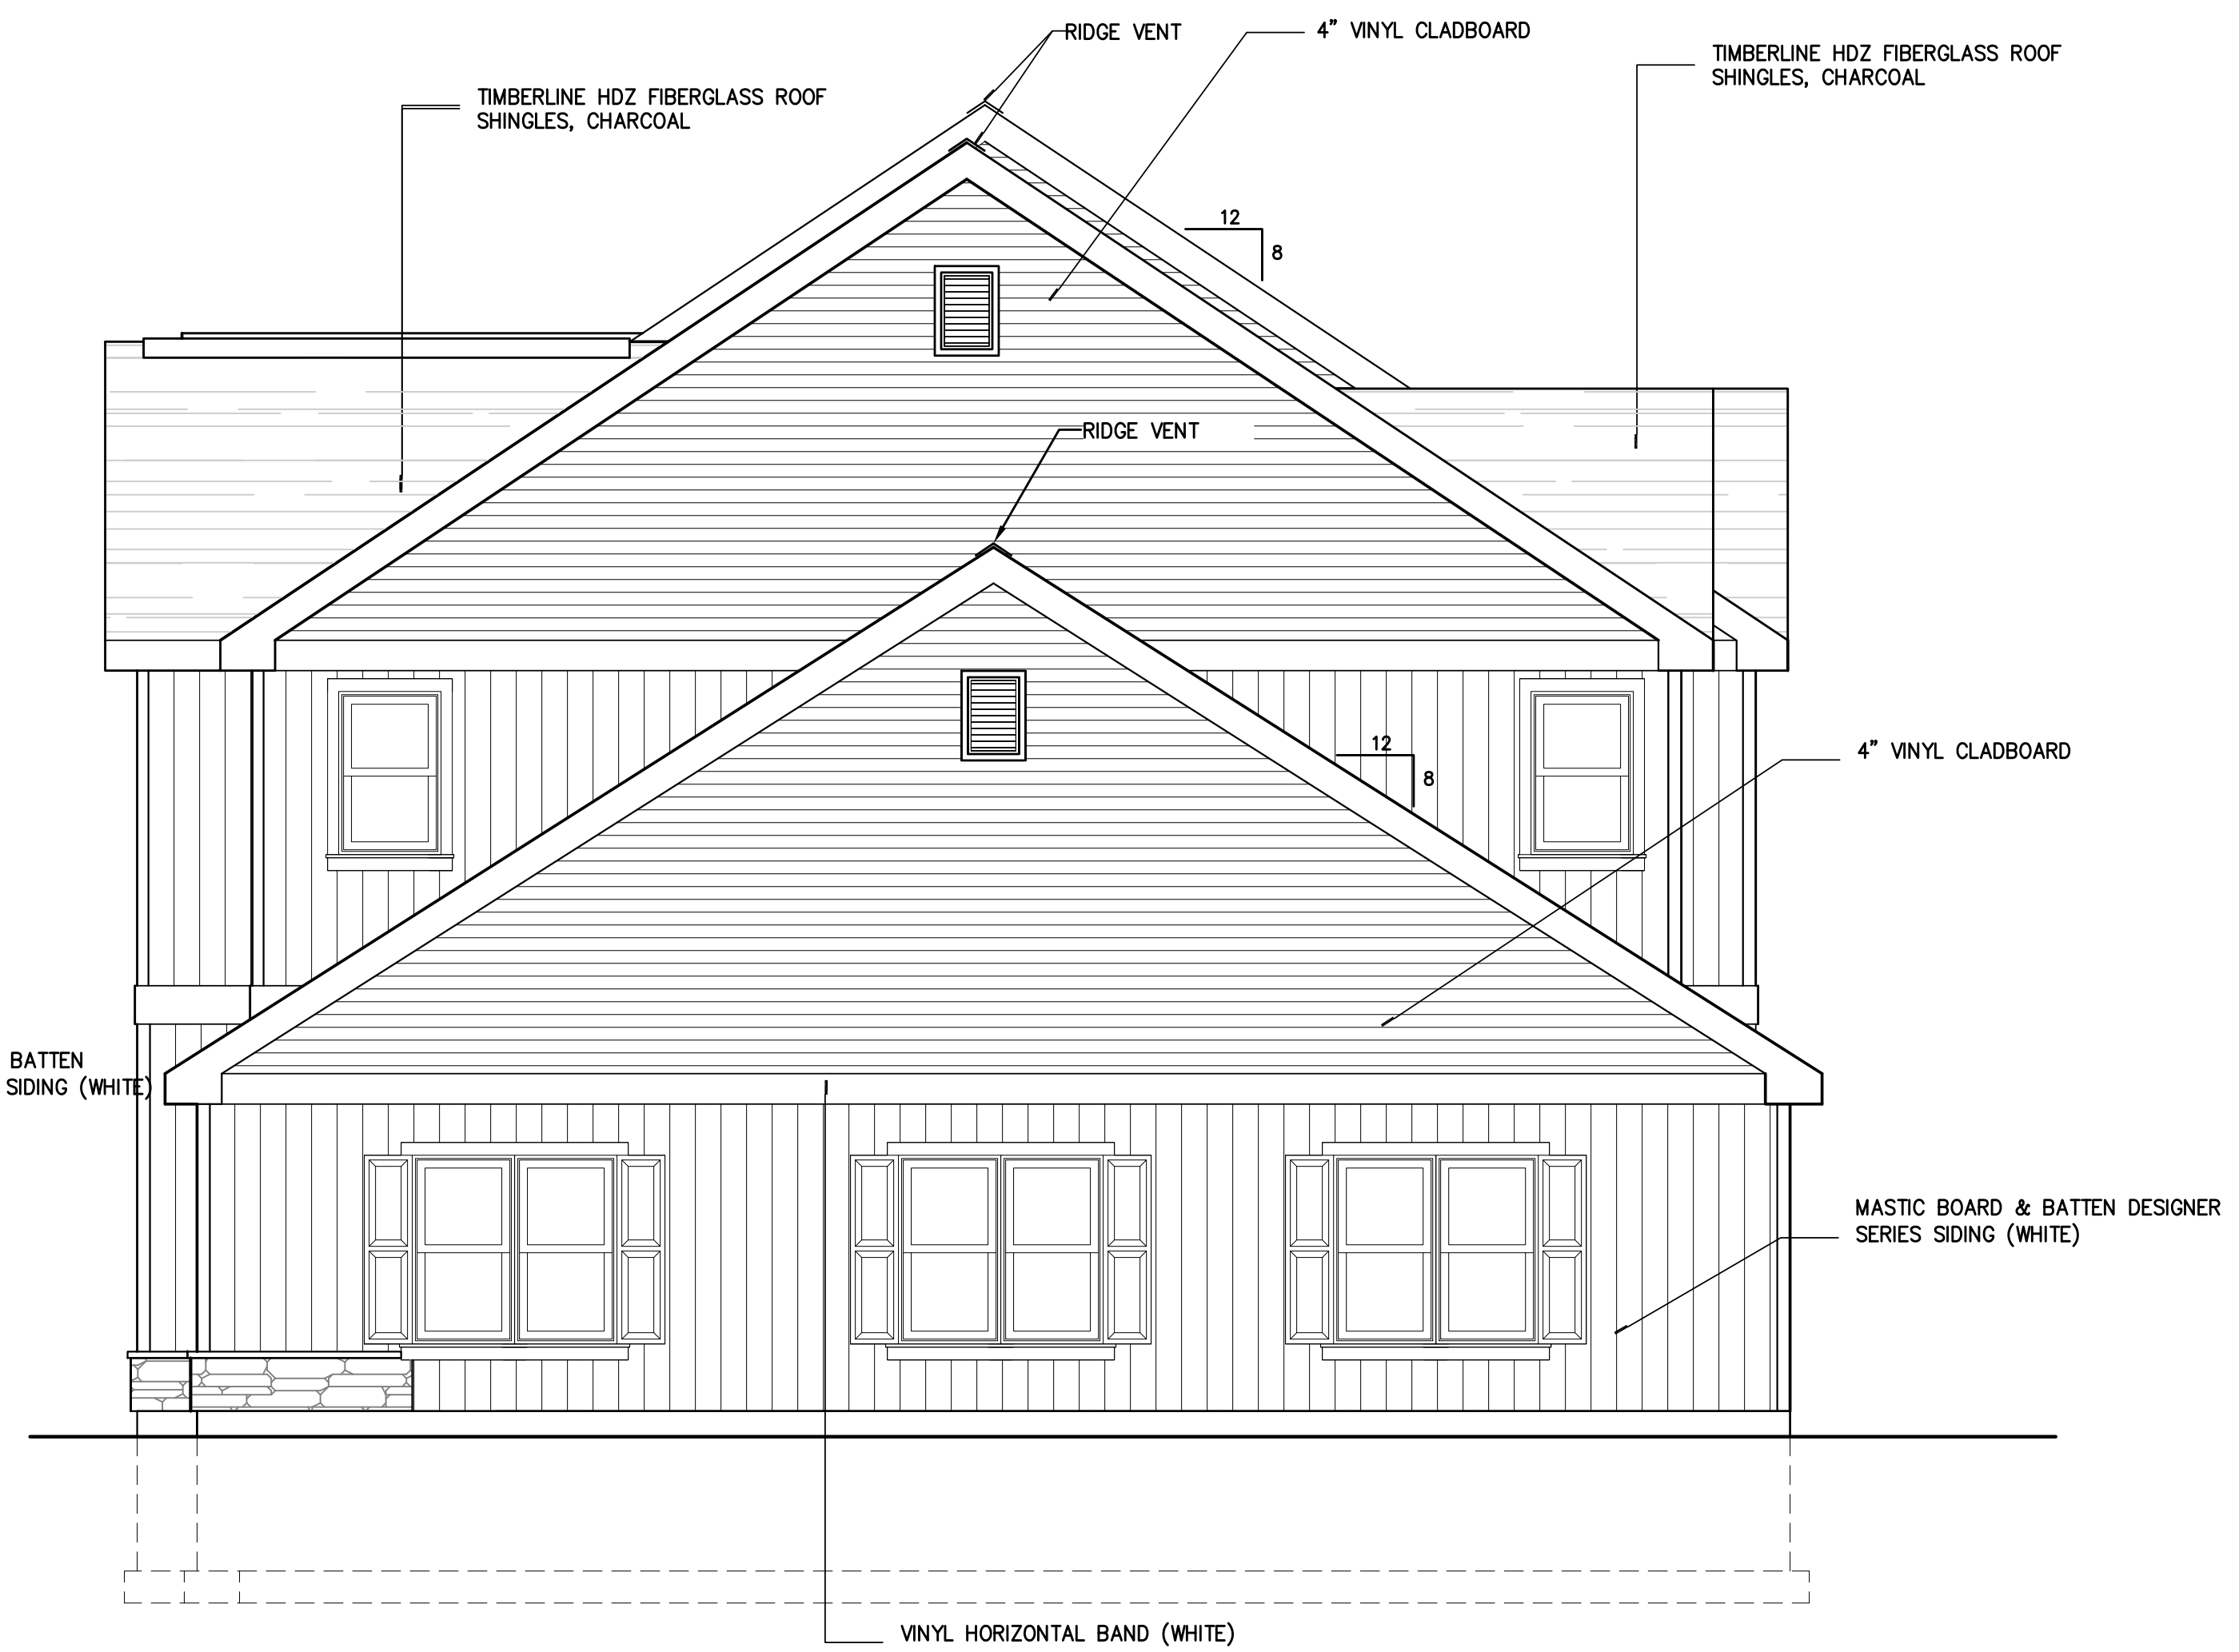 RIDGE VENT
4” VINYL CLADBOARD
TIMBERLINE HDZ FIBERGLASS ROOF
SHINGLES, CHARCOAL
TIMBERLINE HDZ FIBERGLASS ROOF
SHINGLES, CHARCOAL
12
8
RIDGE VENT
12
8
4” VINYL CLADBOARD
BATTEN
SIDING (WHITE)
MASTIC BOARD & BATTEN DESIGNER
SERIES SIDING (WHITE)
VINYL HORIZONTAL BAND (WHITE)